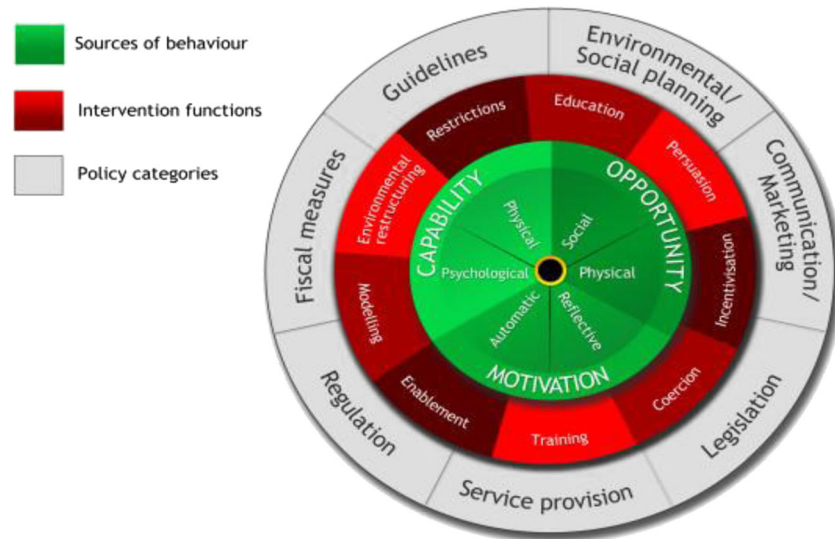 Sources of behaviour
Intervention functions
Policy categories
Guidelines
Environmental/
Social planning
Communication/
Marketing
Legislation
Service provision
Regulation
Fiscal measures
Restrictions
Education
Persuasion
Incentivisation
Coercion
Training
Enablement
Modelling
Environmental
restructuring
CAPABILITY
OPPORTUNITY
MOTIVATION
Physical
Social
Psychological
Physical
Automatic
Reflective